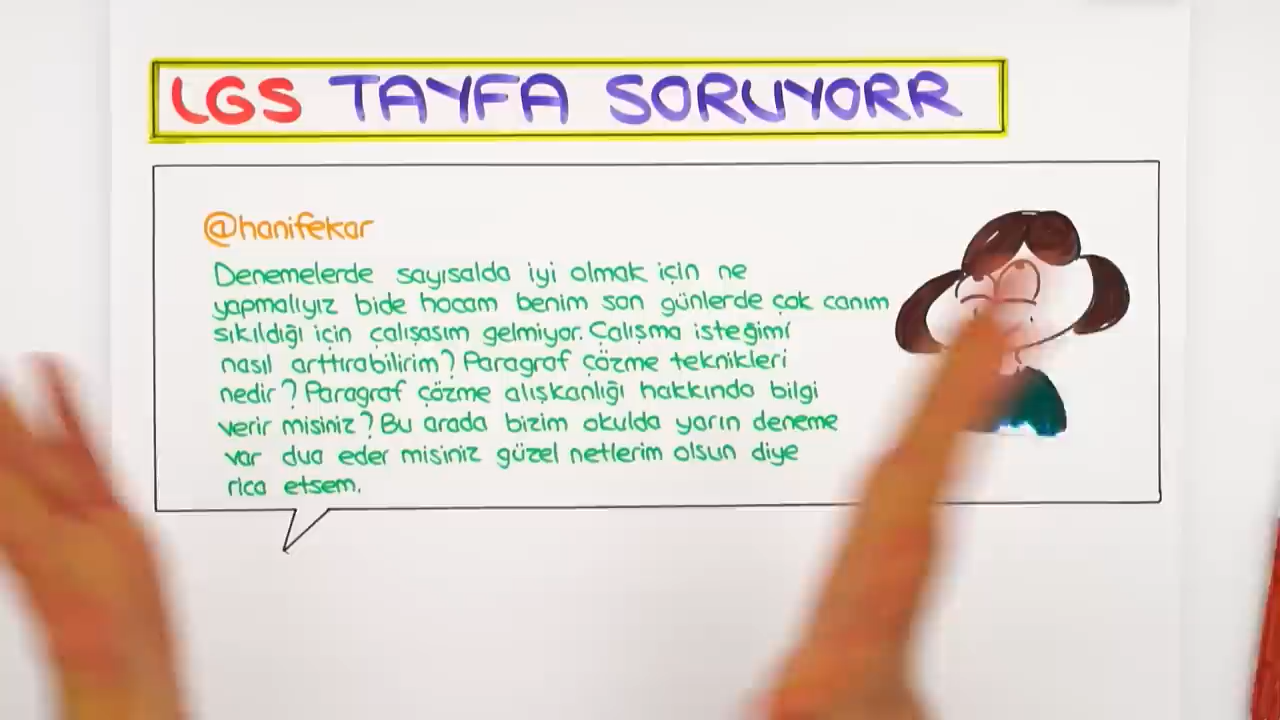 LGS TAYFA SORUYORR
@hanifekar
Denemelerde sayısalda iyi olmak için ne
yapmalıyız bide hocam benim son günlerde çok canım
sıkıldığı için çalışasım gelmiyor. Çalışma isteğimi
nasıl arttırabilirim? Paragraf çözme teknikleri
nedir? Paragraf çözme alışkanlığı hakkında bilgi
verir misiniz? Bu arada bizim okulda yarın deneme
var dua eder misiniz güzel netlerim olsun diye
rica etsem.